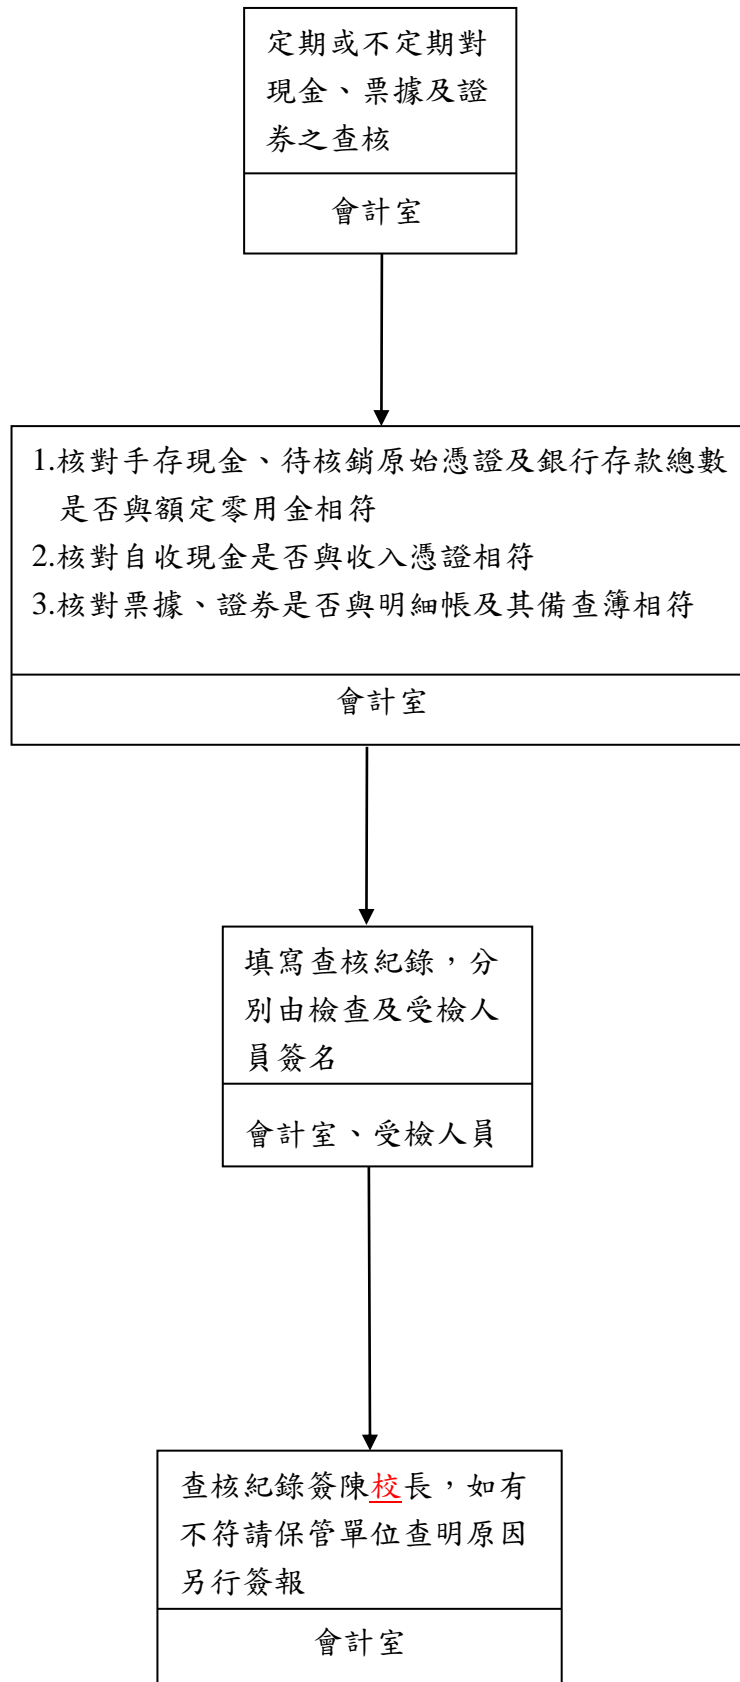 定期或不定期對
現金、票據及證
券之查核
會計室
1.核對手存現金、待核銷原始憑證及銀行存款總數
是否與額定零用金相符
2.核對自收現金是否與收入憑證相符
3.核對票據、證券是否與明細帳及其備查簿相符
會計室
填寫查核紀錄，分
別由檢查及受檢人
員簽名
會計室、受檢人員
查核紀錄簽陳校長，如有
不符請保管單位查明原因
另行簽報
會計室